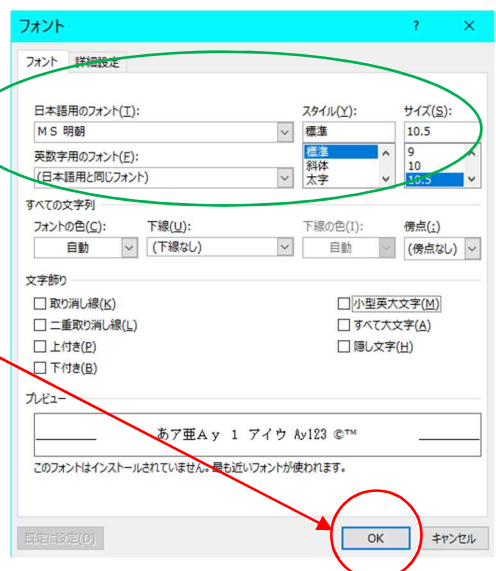 フォント ? ×
フォント 詳細設定
日本語用のフォント(T): スタイル(Y): サイズ(S):
ＭＳ 明朝 標準 10.5
英数字用のフォント(F): 標準 9
(日本語用と同じフォント) 斜体 10
太字 10.5
すべての文字列
フォントの色(C): 下線(U): 下線の色(I): 傍点(:)
自動 (下線なし) 自動 (傍点なし)
文字飾り
取り消し線(K) 小型英大文字(M)
二重取り消し線(L) すべて大文字(A)
上付き(P) 隠し文字(H)
下付き(B)
プレビュー
あア亜Ａｙ １ アイウ Ay123 ©™
このフォントはインストールされていません。最も近いフォントが使われます。
既定に設定(D) OK キャンセル